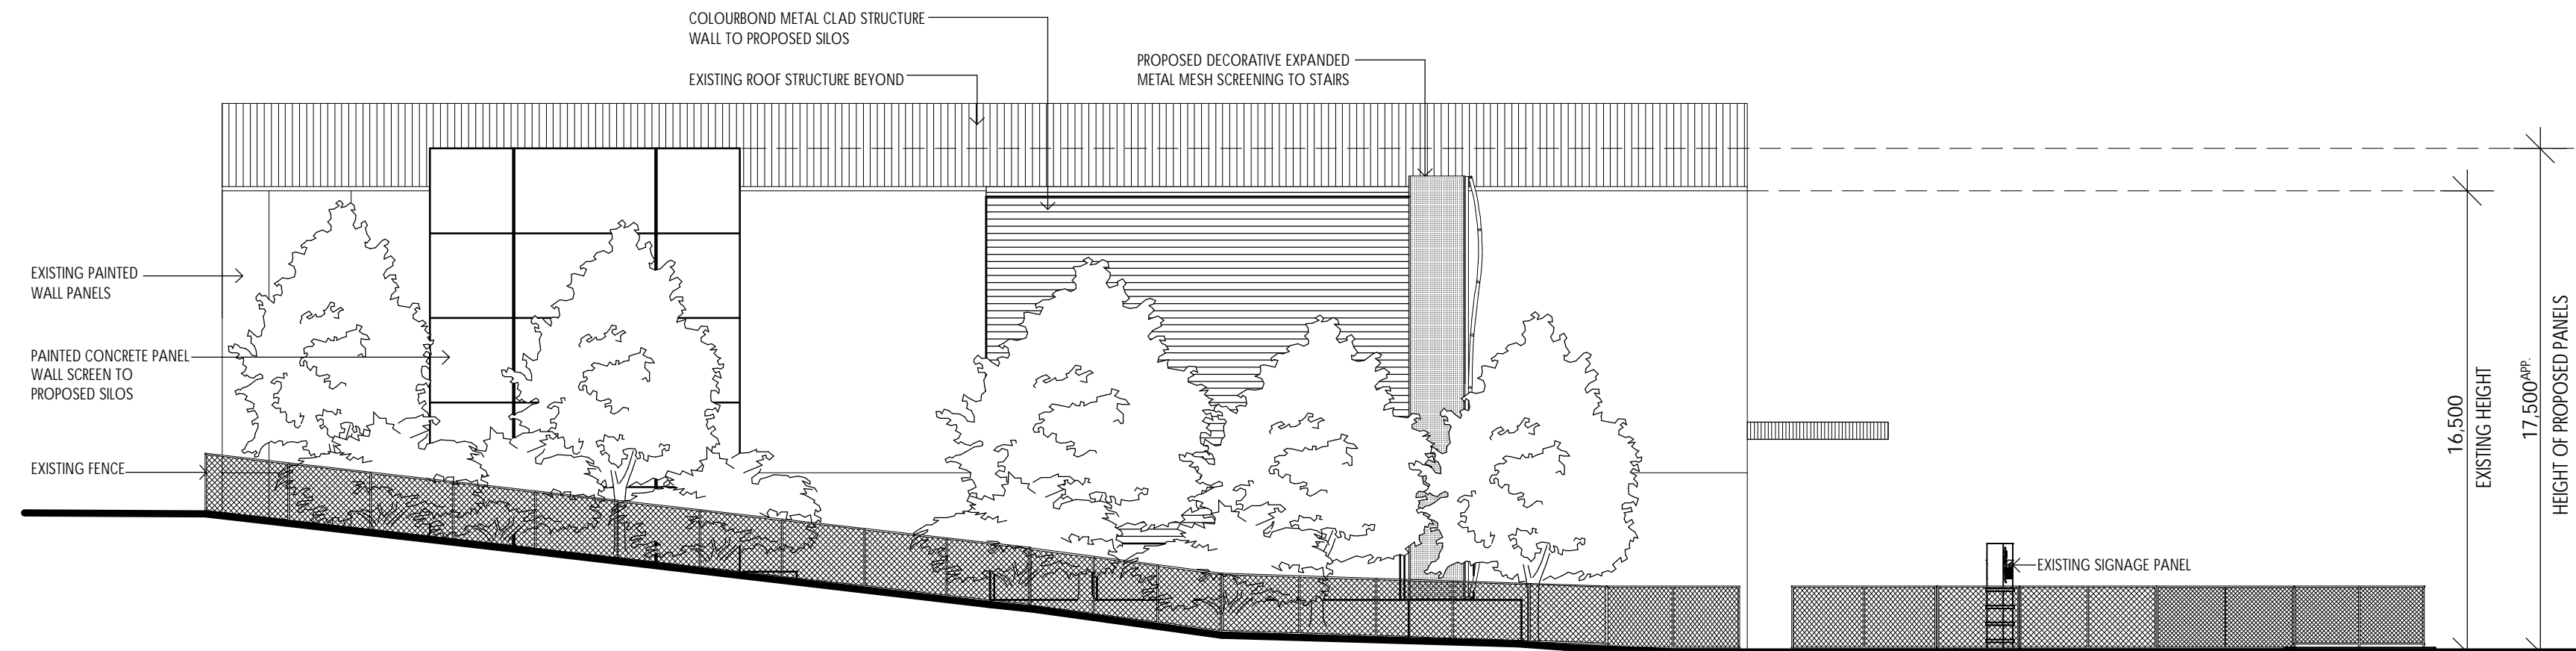 COLOURBOND METAL CLAD STRUCTURE
WALL TO PROPOSED SILOS
PROPOSED DECORATIVE EXPANDED
METAL MESH SCREENING TO STAIRS
EXISTING ROOF STRUCTURE BEYOND
EXISTING PAINTED
WALL PANELS
PAINTED CONCRETE PANEL
WALL SCREEN TO
PROPOSED SILOS
EXISTING FENCE
EXISTING SIGNAGE PANEL
16,500
EXISTING HEIGHT
17,500APP.
HEIGHT OF PROPOSED PANELS